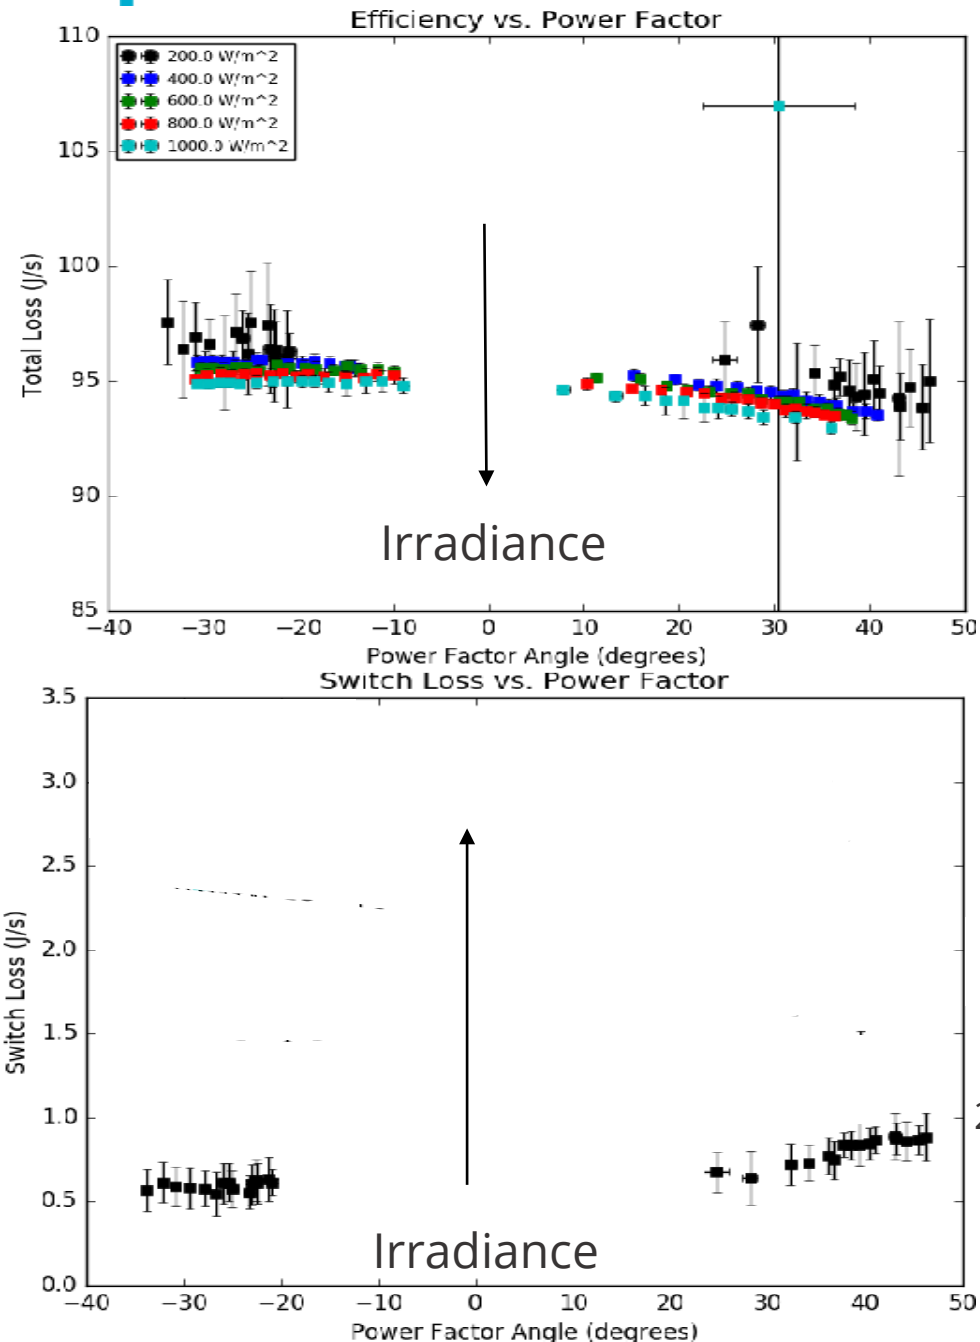 Efficiency vs. Power Factor
110
105
100
95
90
85
Total Loss (J/s)
200.0 W/m^2
400.0 W/m^2
600.0 W/m^2
800.0 W/m^2
1000.0 W/m^2
Irradiance
−40 −30 −20 −10 0 10 20 30 40 50
Power Factor Angle (degrees)
Switch Loss vs. Power Factor
3.5
3.0
2.5
2.0
1.5
1.0
0.5
0.0
Switch Loss (J/s)
Irradiance
−40 −30 −20 −10 0 10 20 30 40 50
Power Factor Angle (degrees)